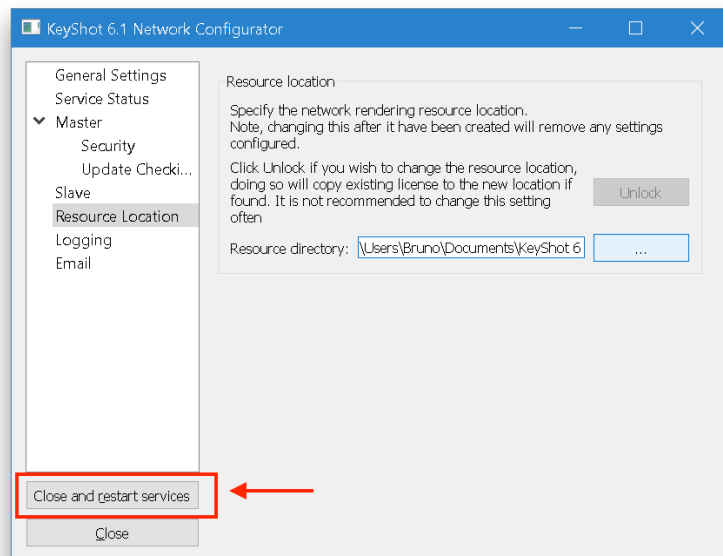 KeyShot 6.1 Network Configurator
General Settings
Service Status
Master
Security
Update Checki...
Slave
Resource Location
Logging
Email
Resource location
Specify the network rendering resource location.
Note, changing this after it have been created will remove any settings
configured.
Click Unlock if you wish to change the resource location,
doing so will copy existing license to the new location if
found. It is not recommended to change this setting
often
Unlock
Resource directory: \Users\Bruno\Documents\KeyShot 6 ...
Close and restart services
Close